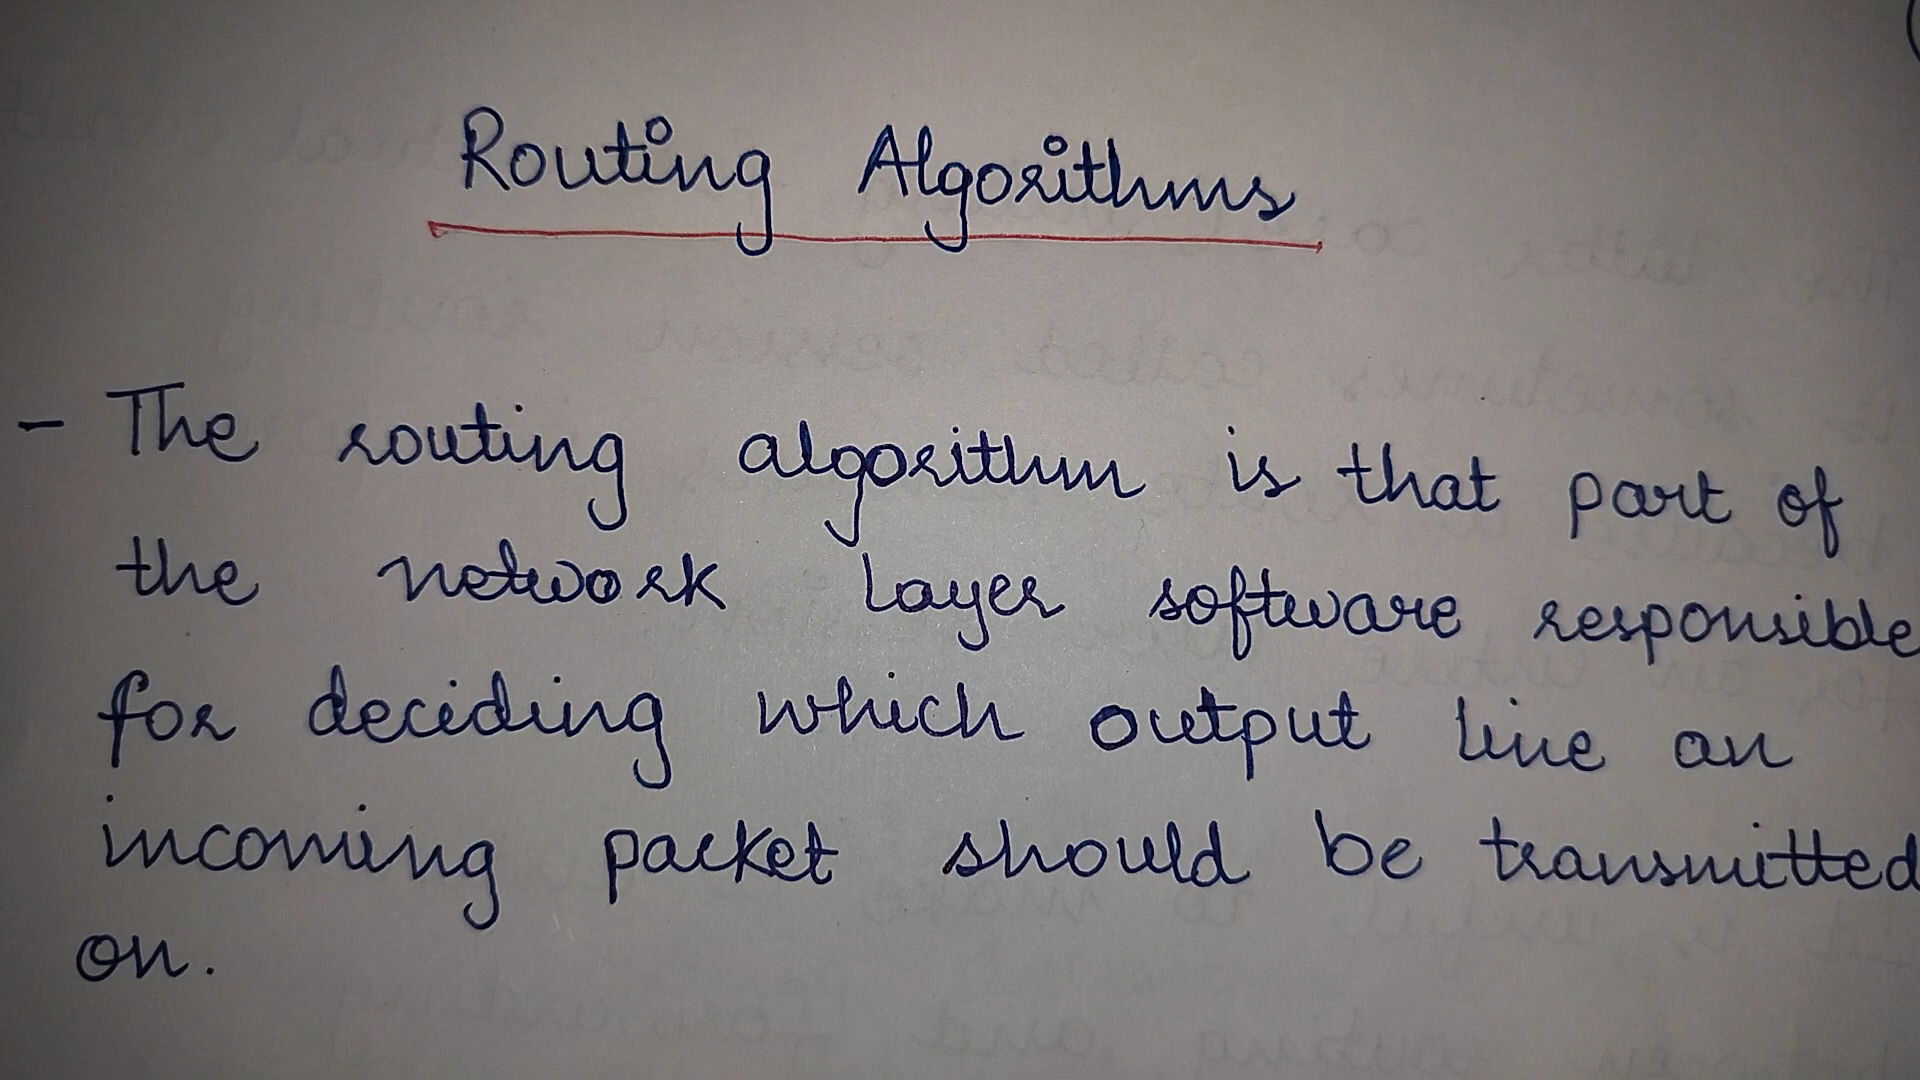 Routing Algorithms
- The routing algorithm is that part of
the network layer software responsible
for deciding which output line an
incoming packet should be transmitted
on.